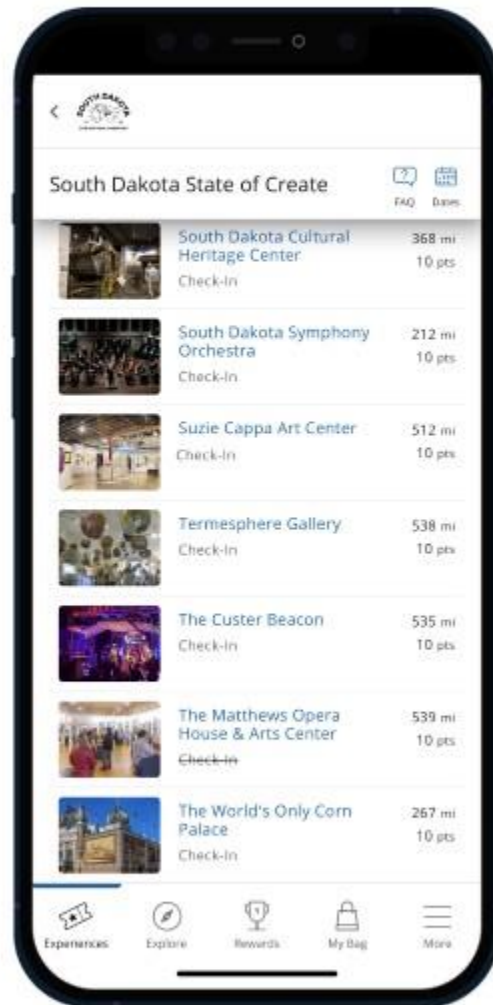 SOUTH DAKOTA
South Dakota State of Create
FAQ
Dates
South Dakota Cultural
Heritage Center
Check-In
368 mi
10 pts
South Dakota Symphony
Orchestra
Check-In
212 mi
10 pts
Suzie Cappa Art Center
Check-In
512 mi
10 pts
Termesphere Gallery
Check-In
538 mi
10 pts
The Custer Beacon
Check-In
535 mi
10 pts
The Matthews Opera
House & Arts Center
Check-In
539 mi
10 pts
The World's Only Corn
Palace
Check-In
267 mi
10 pts
Experiences
Explore
Rewards
My Bag
More